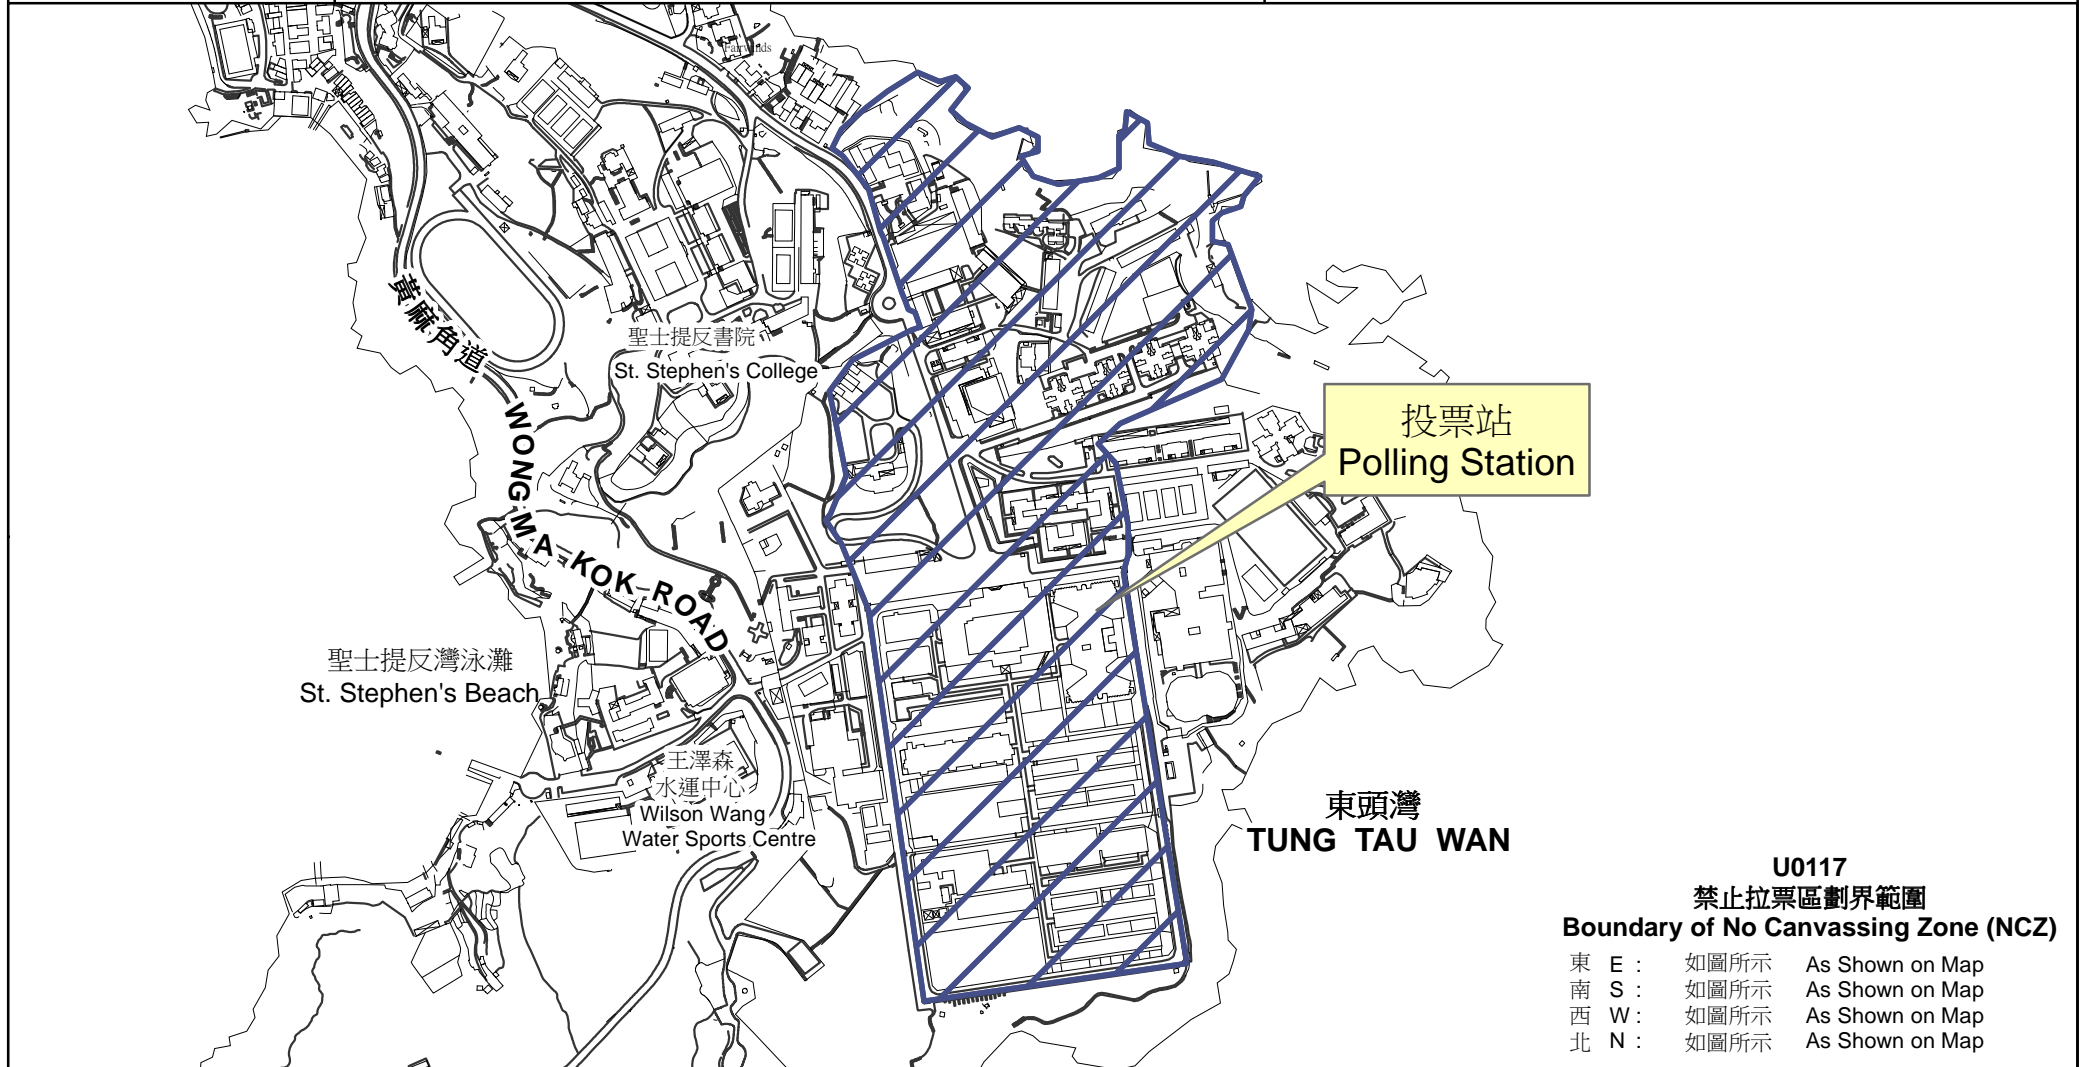 Fairwinds
黃麻角道
聖士提反書院
St. Stephen's College
WONG MA KOK ROAD
投票站
Polling Station
聖士提反灣泳灘
St. Stephen's Beach
王澤森
水運中心
Wilson Wang
Water Sports Centre
東頭灣
TUNG TAU WAN
U0117
禁止拉票區劃界範圍
Boundary of No Canvassing Zone (NCZ)
東 E : 如圖所示 As Shown on Map
南 S : 如圖所示 As Shown on Map
西 W : 如圖所示 As Shown on Map
北 N : 如圖所示 As Shown on Map